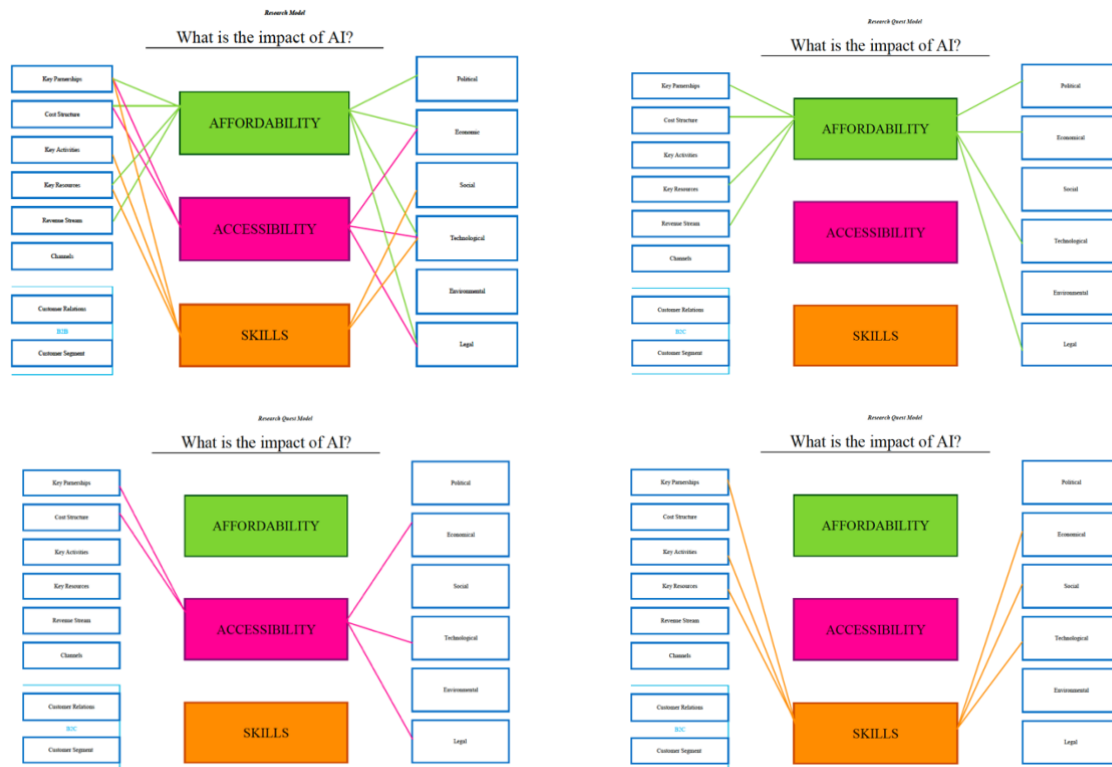 Research Model
What is the impact of AI?
Key Parnerships
Cost Structure
Key Activities
Key Resources
Revenue Stream
Channels
Customer Relations
B2B
Customer Segment
AFFORDABILITY
ACCESSIBILITY
SKILLS
Political
Economic
Social
Technological
Environmental
Legal
Research Quest Model
What is the impact of AI?
Key Parnerships
Cost Structure
Key Activities
Key Resources
Revenue Stream
Channels
Customer Relations
B2C
Customer Segment
AFFORDABILITY
ACCESSIBILITY
SKILLS
Political
Economical
Social
Technological
Environmental
Legal
Research Quest Model
What is the impact of AI?
Key Parnerships
Cost Structure
Key Activities
Key Resources
Revenue Stream
Channels
Customer Relations
B2C
Customer Segment
AFFORDABILITY
ACCESSIBILITY
SKILLS
Political
Economical
Social
Technological
Environmental
Legal
Research Quest Model
What is the impact of AI?
Key Parnerships
Cost Structure
Key Activities
Key Resources
Revenue Stream
Channels
Customer Relations
B2C
Customer Segment
AFFORDABILITY
ACCESSIBILITY
SKILLS
Political
Economical
Social
Technological
Environmental
Legal